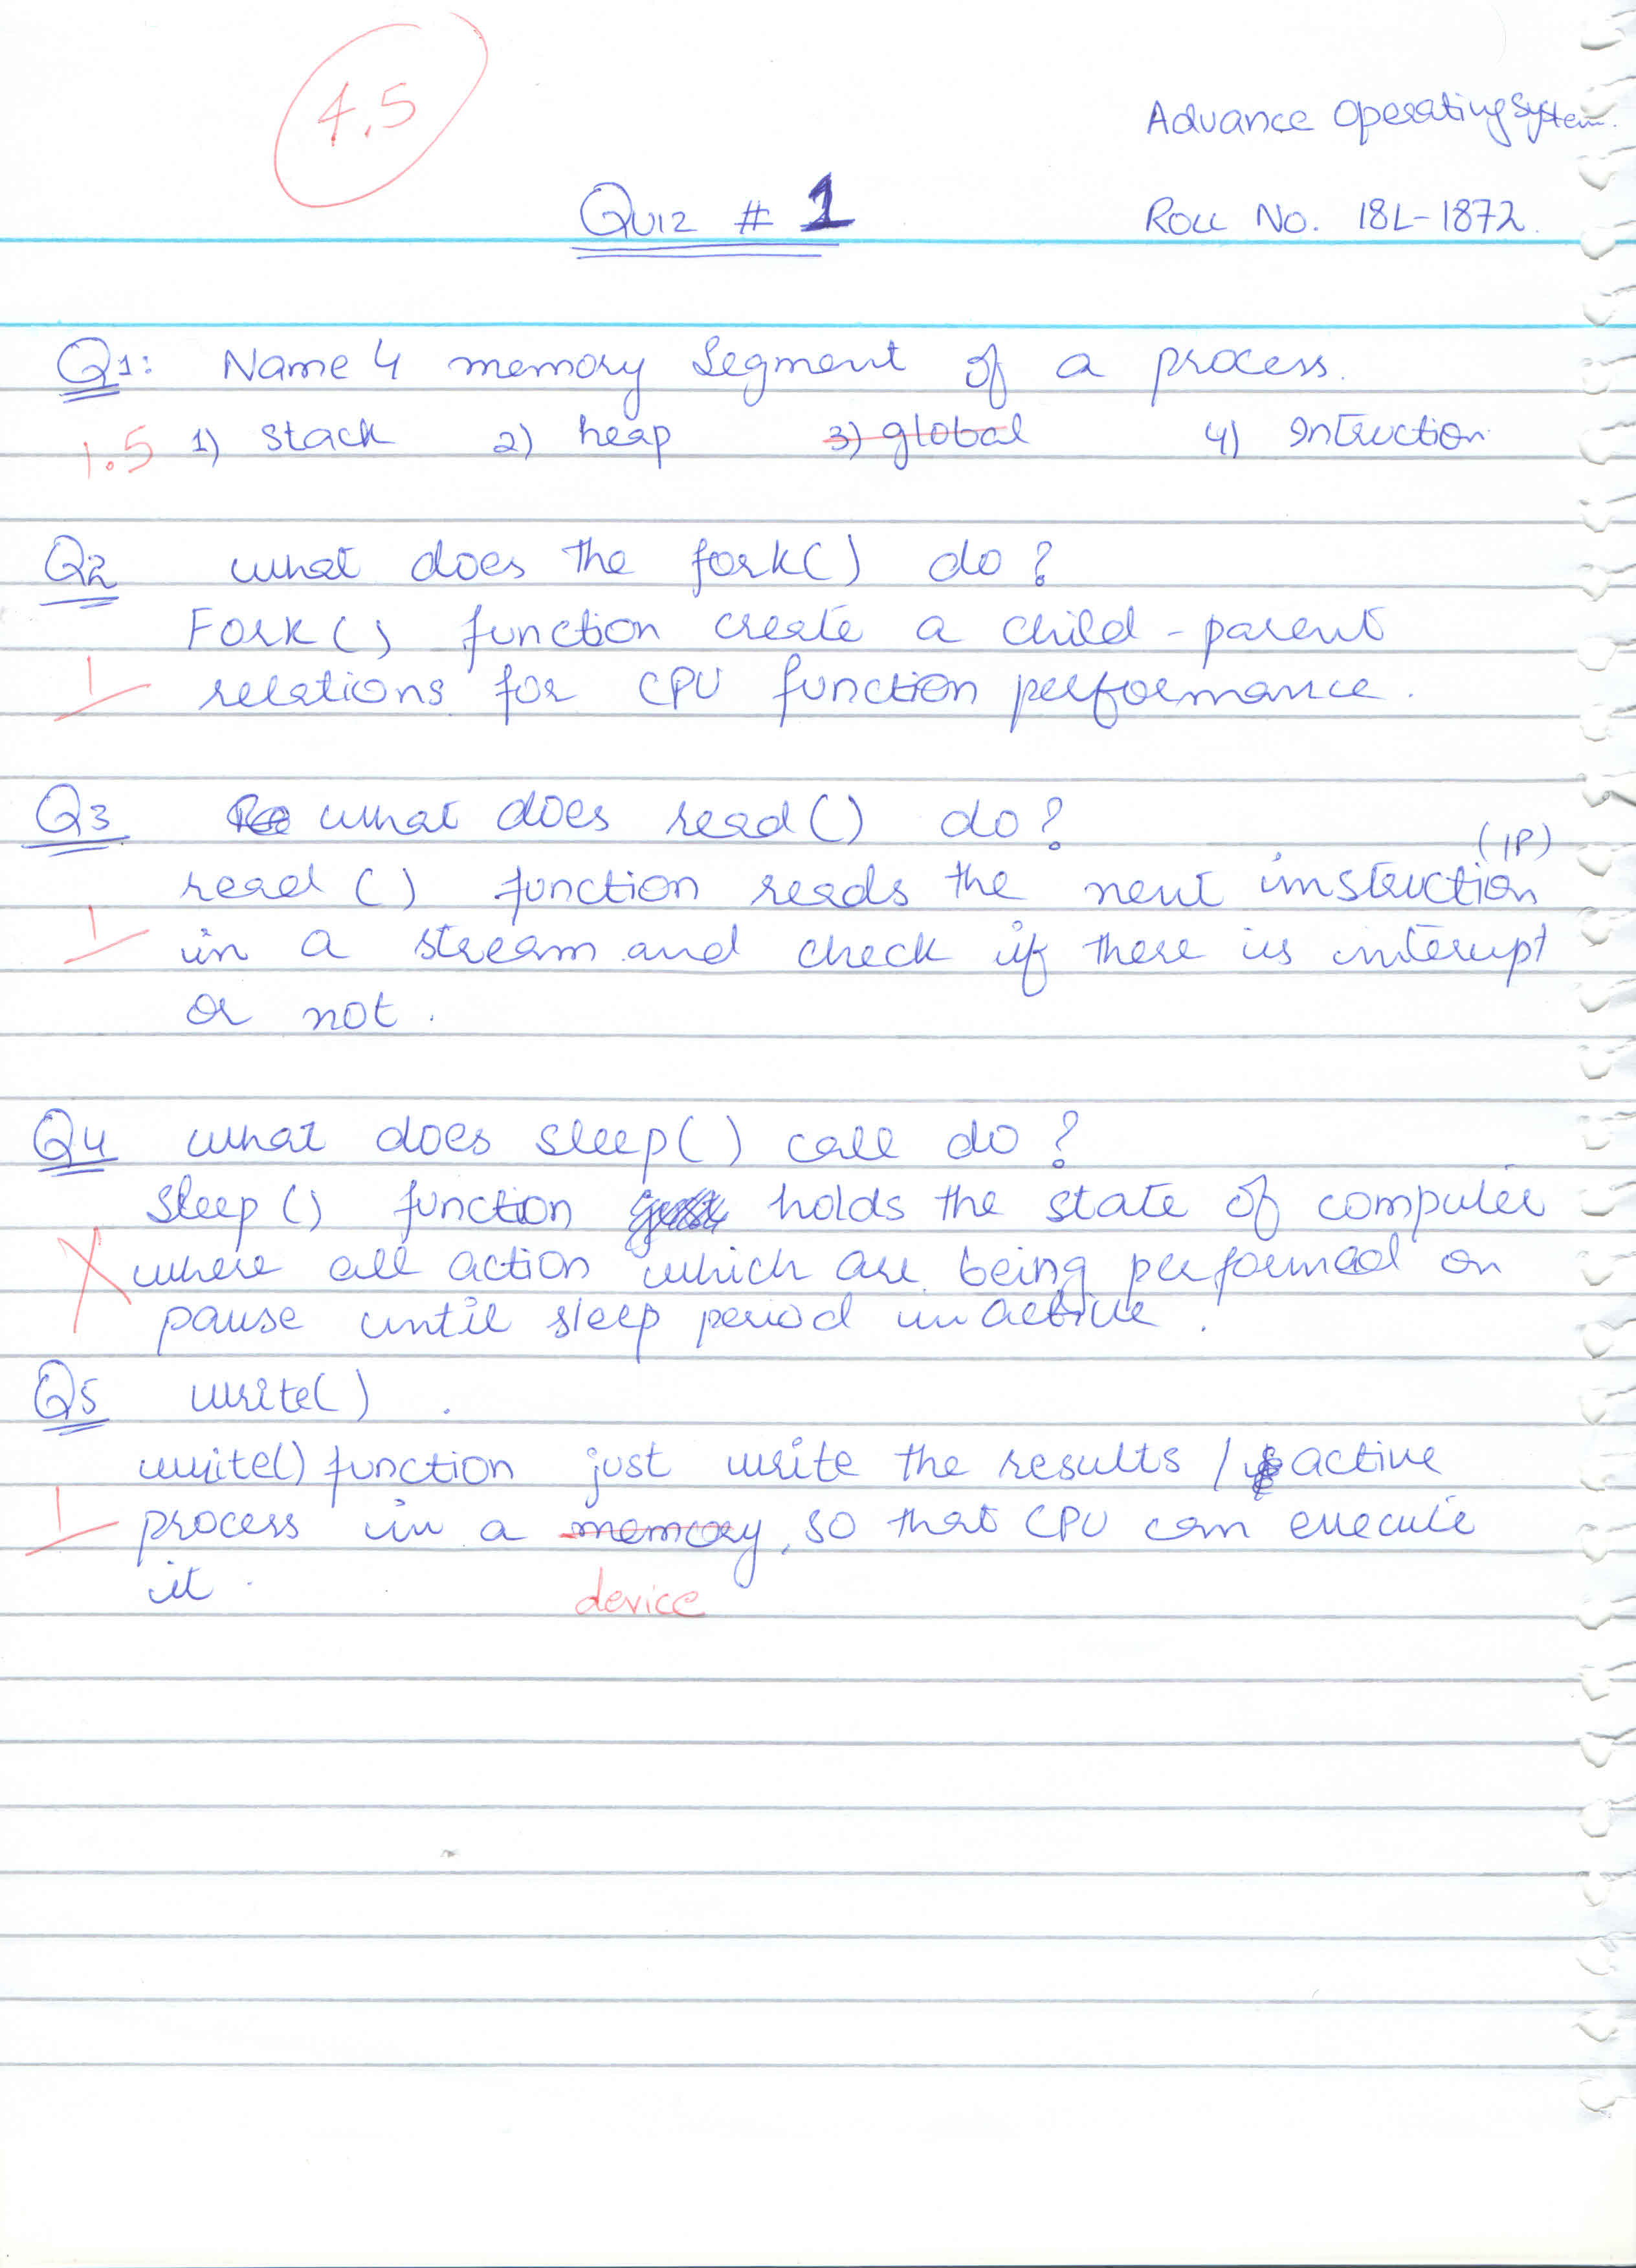 4.5
Advance Operating System.
Quiz # 1
Roll No. 18L-1872.
Q1: Name 4 memory Segment of a process.
1.5 1) stack 2) heap 3) global 4) Intruction
Q2 what does the fork() do?
Fork() function create a child-parent
1 relations for CPU function performance.
Q3 what does read() do?
(IP)
read () function reads the next imstruction
1 in a stream and check if there is interupt
or not.
Q4 what does sleep() call do?
Sleep() function holds the state of computer
X where all action which are being performed on
pause until sleep period in active.
Q5 write() .
write() function just write the results / active
1 process in a memory, so that CPU can execute
it.
device